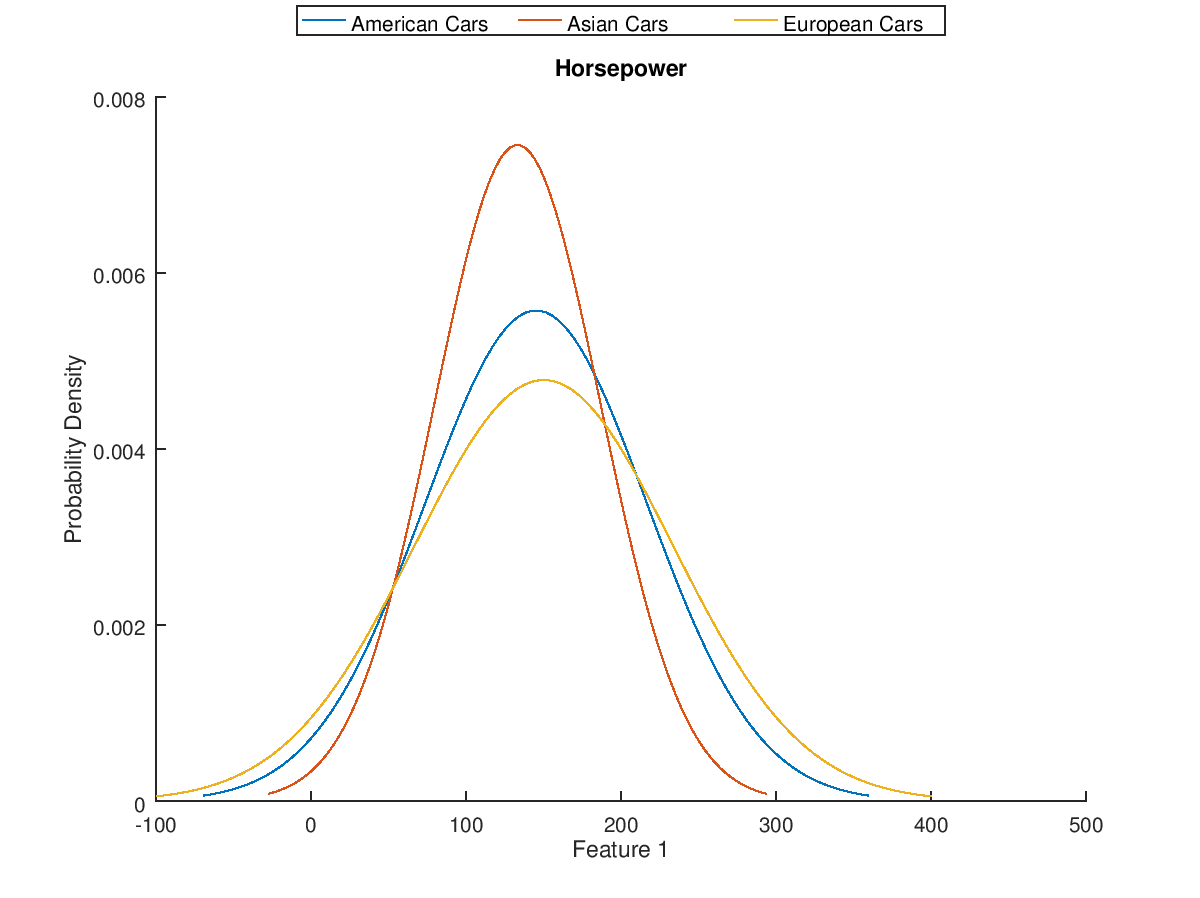 American Cars Asian Cars European Cars
Horsepower
0.008
0.006
0.004
0.002
0
Probability Density
-100 0 100 200 300 400 500
Feature 1